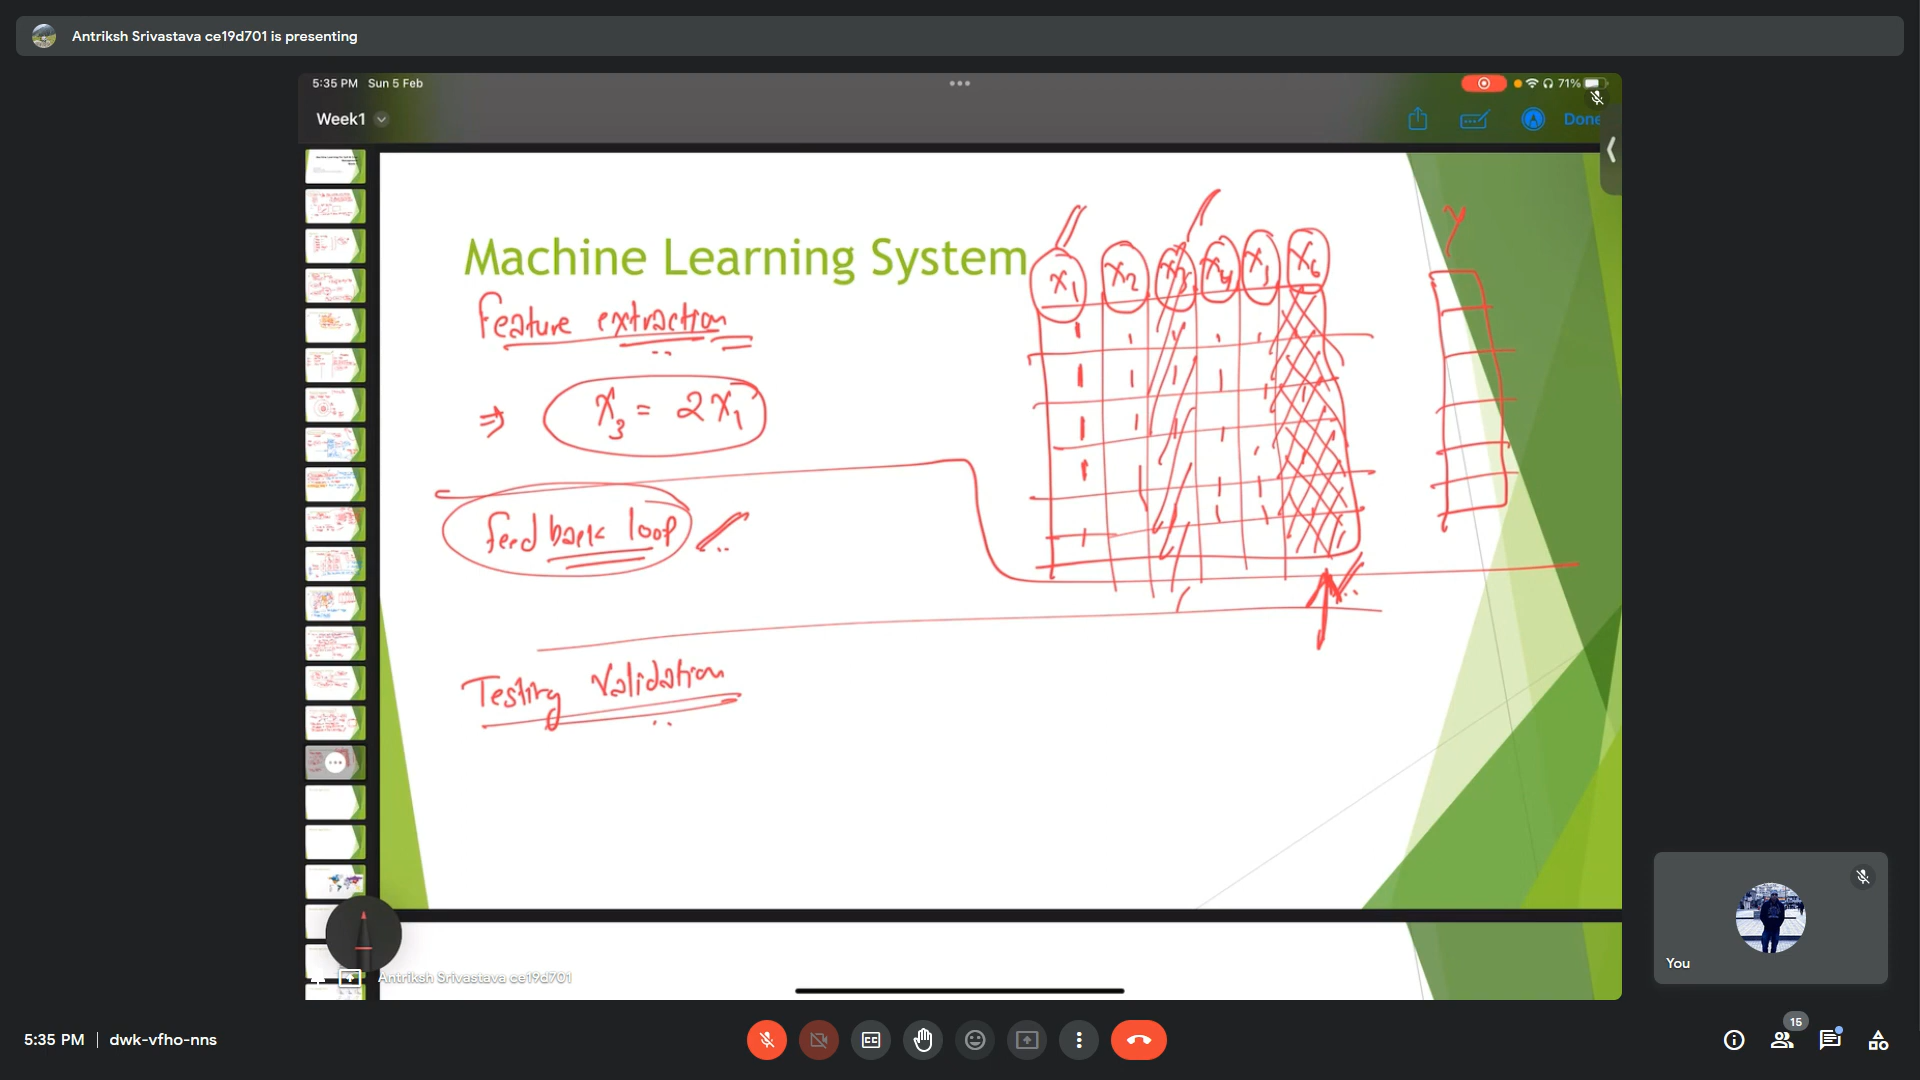 Antriksh Srivastava ce19d701 is presenting
5:35 PM Sun 5 Feb
71%
Week1
Done
Machine Learning System
Feature extraction
⇒ X3 = 2X1
Feed back loop
Testing Validation
X1 X2 X3 X4 X5 X6
Y
Antriksh Srivastava ce19d701
You
5:35 PM | dwk-vfho-nns
CC
15